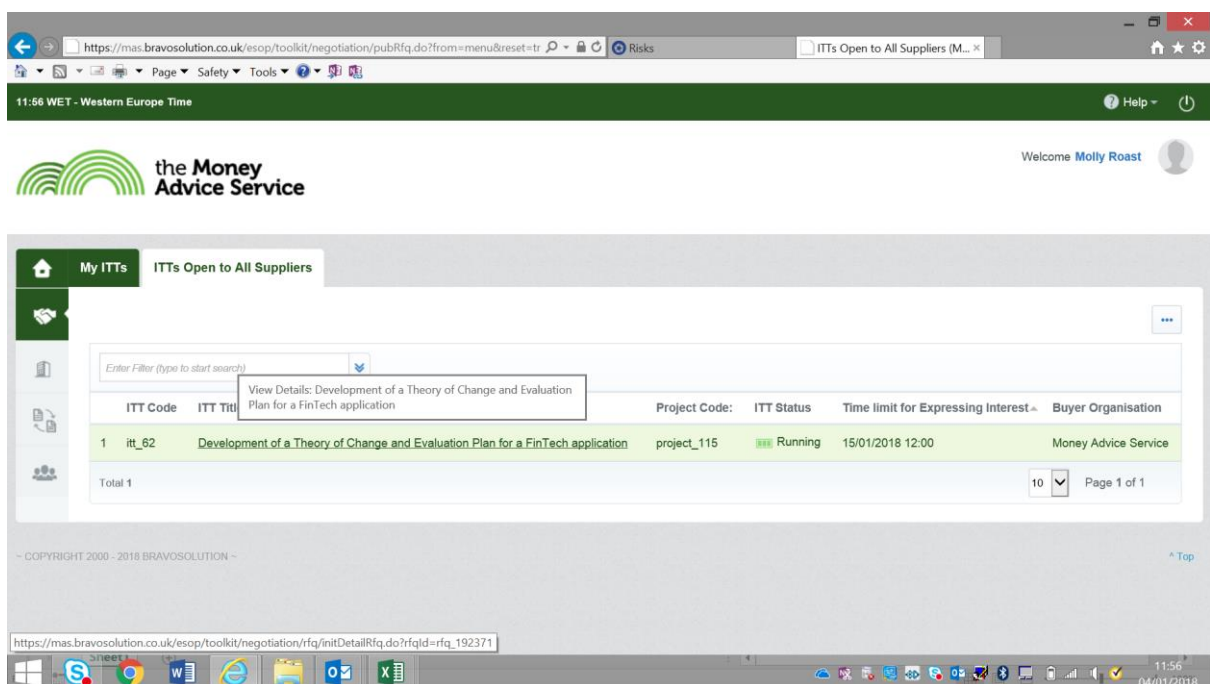 https://mas.bravosolution.co.uk/esop/toolkit/negotiation/pubRfq.do?from=menu&reset=tr Risks ITTs Open to All Suppliers (M...
Page Safety Tools
11:56 WET - Western Europe Time Help
the Money
Advice Service
Welcome Molly Roast
My ITTs ITTs Open to All Suppliers
...
Enter Filter (type to start search)
View Details: Development of a Theory of Change and Evaluation
Plan for a FinTech application
ITT Code ITT Project Code: ITT Status Time limit for Expressing Interest Buyer Organisation
1 itt_62 Development of a Theory of Change and Evaluation Plan for a FinTech application project_115 Running 15/01/2018 12:00 Money Advice Service
Total 1 10 Page 1 of 1
~ COPYRIGHT 2000 - 2018 BRAVOSOLUTION ~ ^ Top
https://mas.bravosolution.co.uk/esop/toolkit/negotiation/rfq/initDetailRfq.do?rfqId=rfq_192371
Sheet1
11:56
04/01/2018